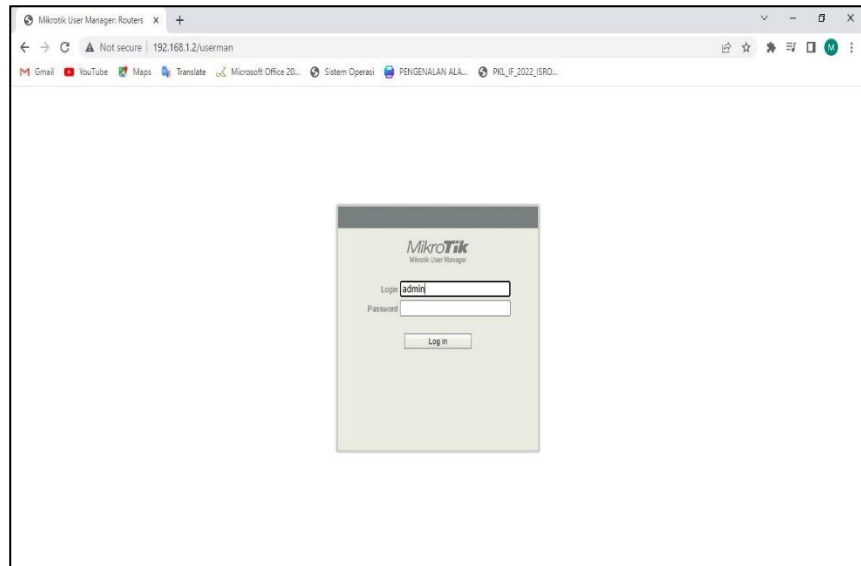 Mikrotik User Manager: Routers
Not secure 192.168.1.2/userman
M
Gmail YouTube Maps Translate Microsoft Office 20... Sistem Operasi PENGENALAN ALA... PKL_IF_2022_ISRO...
MikroTik
Mikrotik User Manager
Login admin
Password
Log in